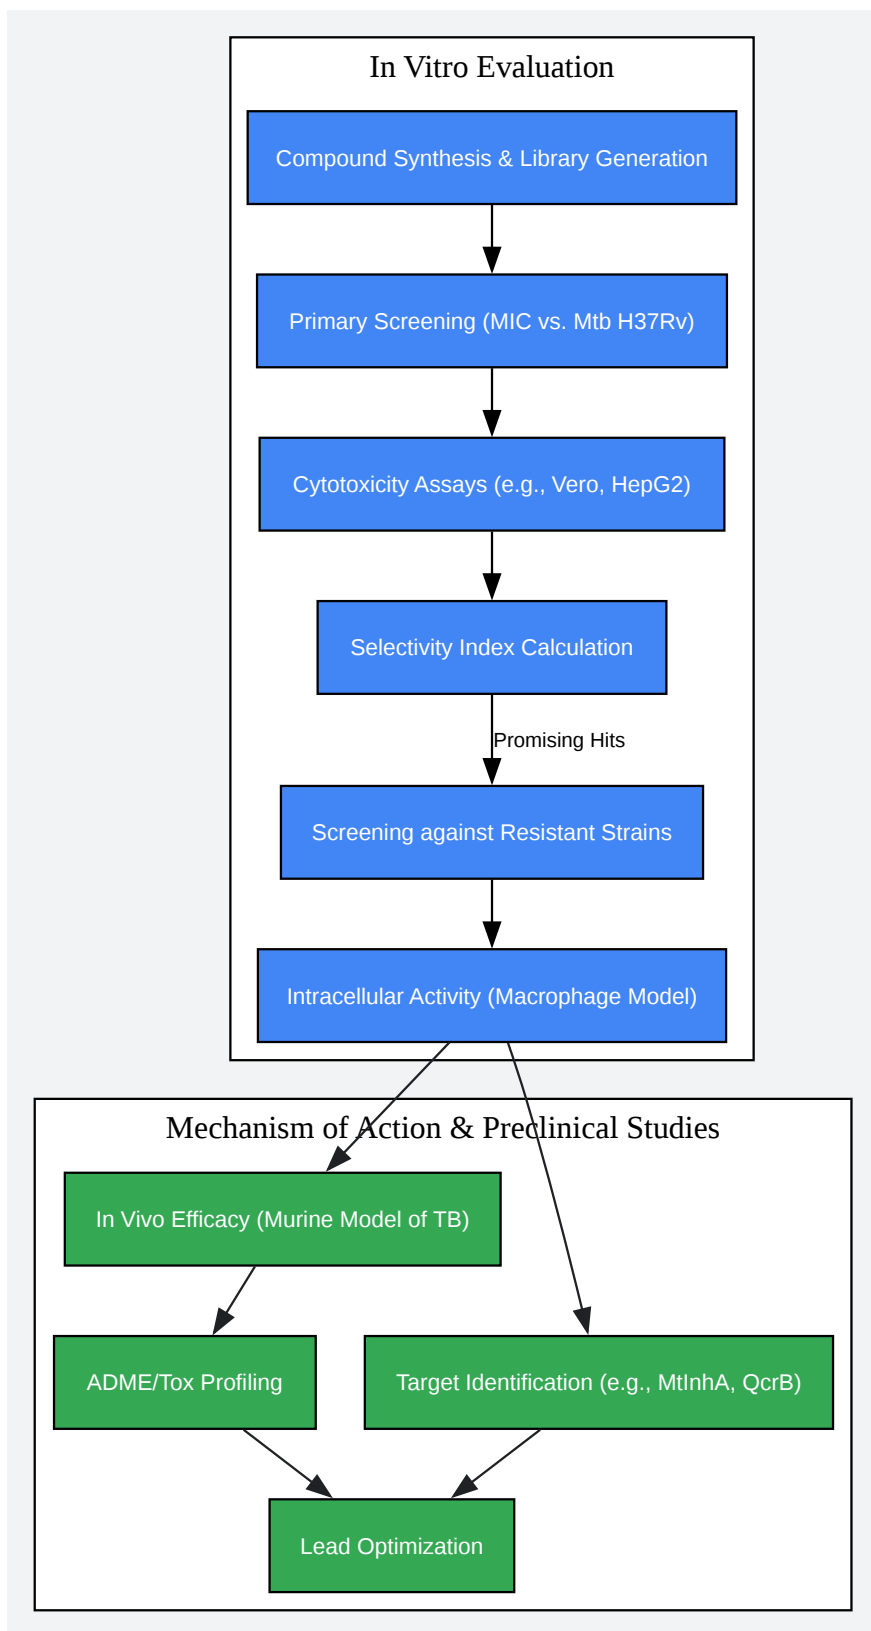 In Vitro Evaluation
Compound Synthesis & Library Generation
Primary Screening (MIC vs. Mtb H37Rv)
Cytotoxicity Assays (e.g., Vero, HepG2)
Selectivity Index Calculation
Promising Hits
Screening against Resistant Strains
Intracellular Activity (Macrophage Model)
Mechanism of Action & Preclinical Studies
In Vivo Efficacy (Murine Model of TB)
ADME/Tox Profiling
Target Identification (e.g., MtInhA, QcrB)
Lead Optimization